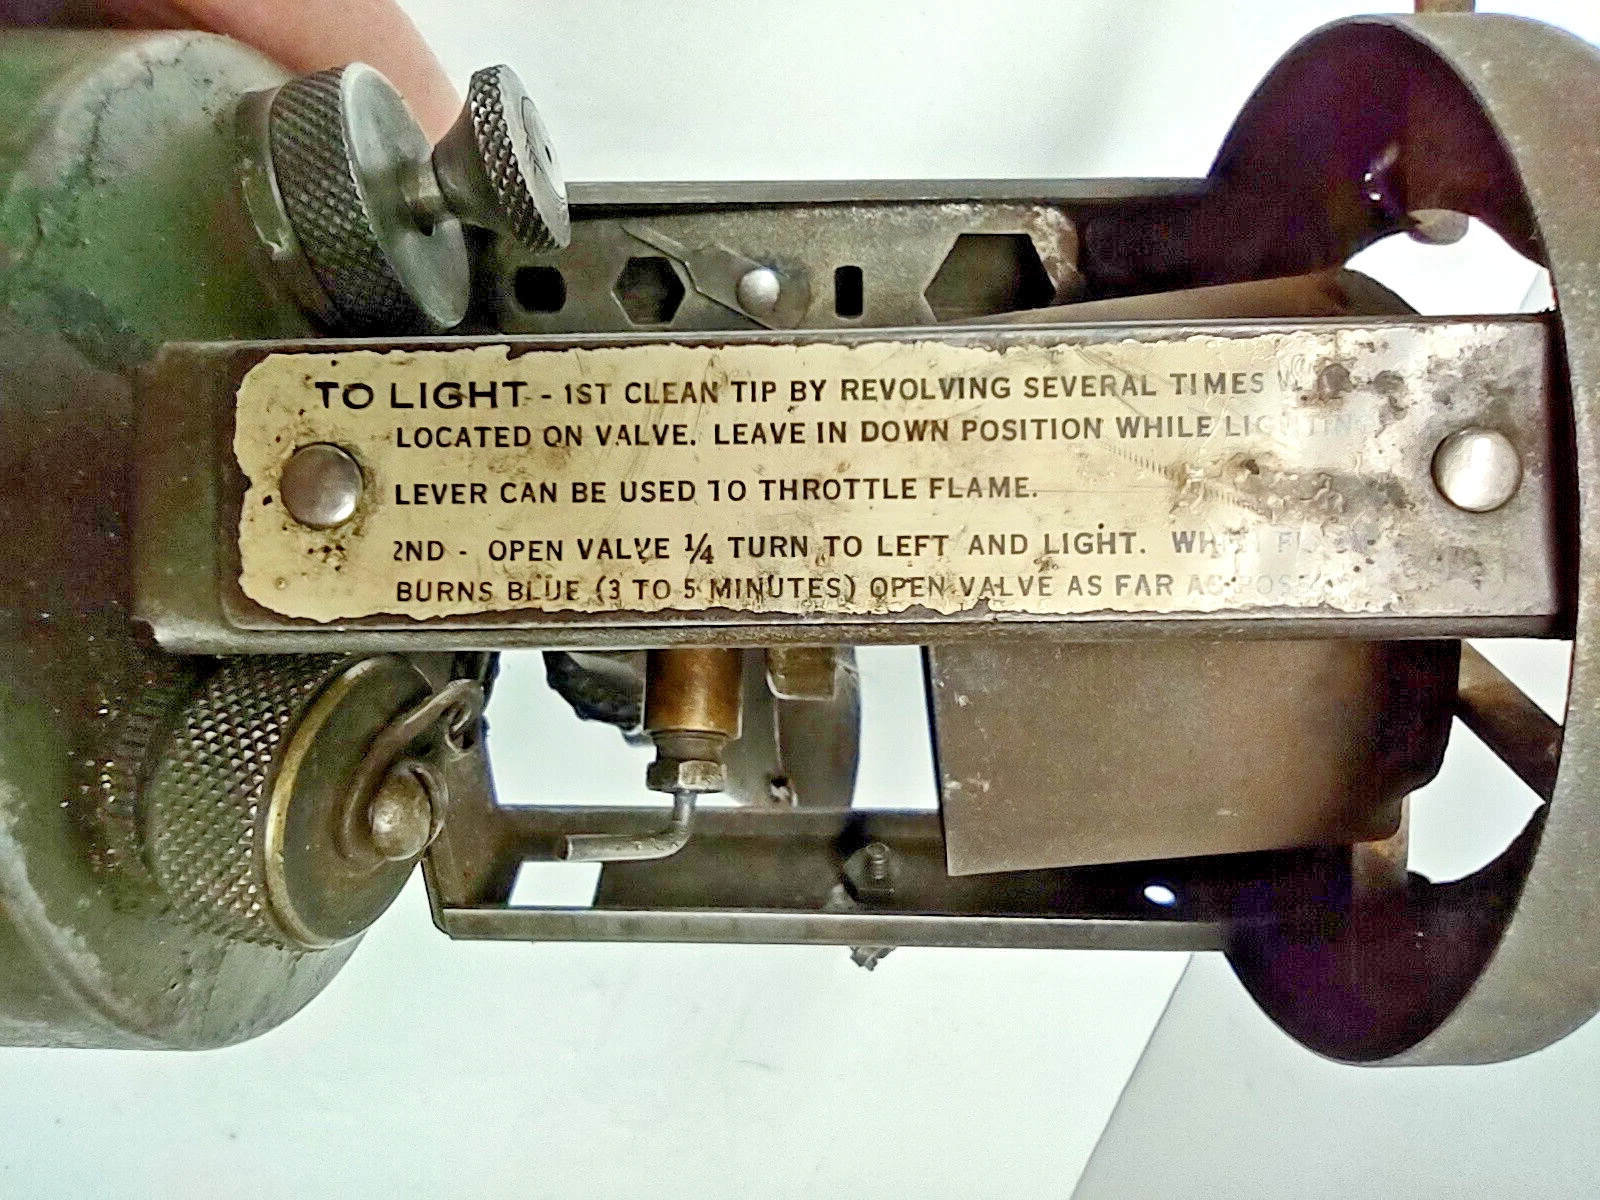 TO LIGHT - 1ST CLEAN TIP BY REVOLVING SEVERAL TIMES
LOCATED ON VALVE. LEAVE IN DOWN POSITION WHILE LIGHTING
LEVER CAN BE USED TO THROTTLE FLAME.
2ND - OPEN VALVE ¼ TURN TO LEFT AND LIGHT.
BURNS BLUE (3 TO 5 MINUTES) OPEN VALVE AS FAR AS